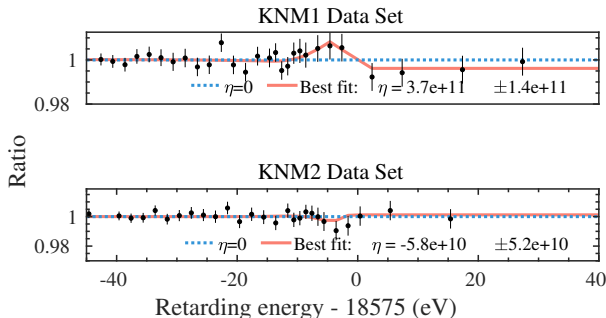 KNM1 Data Set
1
0.98
η=0 Best fit: η = 3.7e+11 ±1.4e+11
Ratio
KNM2 Data Set
1
0.98
η=0 Best fit: η = -5.8e+10 ±5.2e+10
-40 -20 0 20 40
Retarding energy - 18575 (eV)